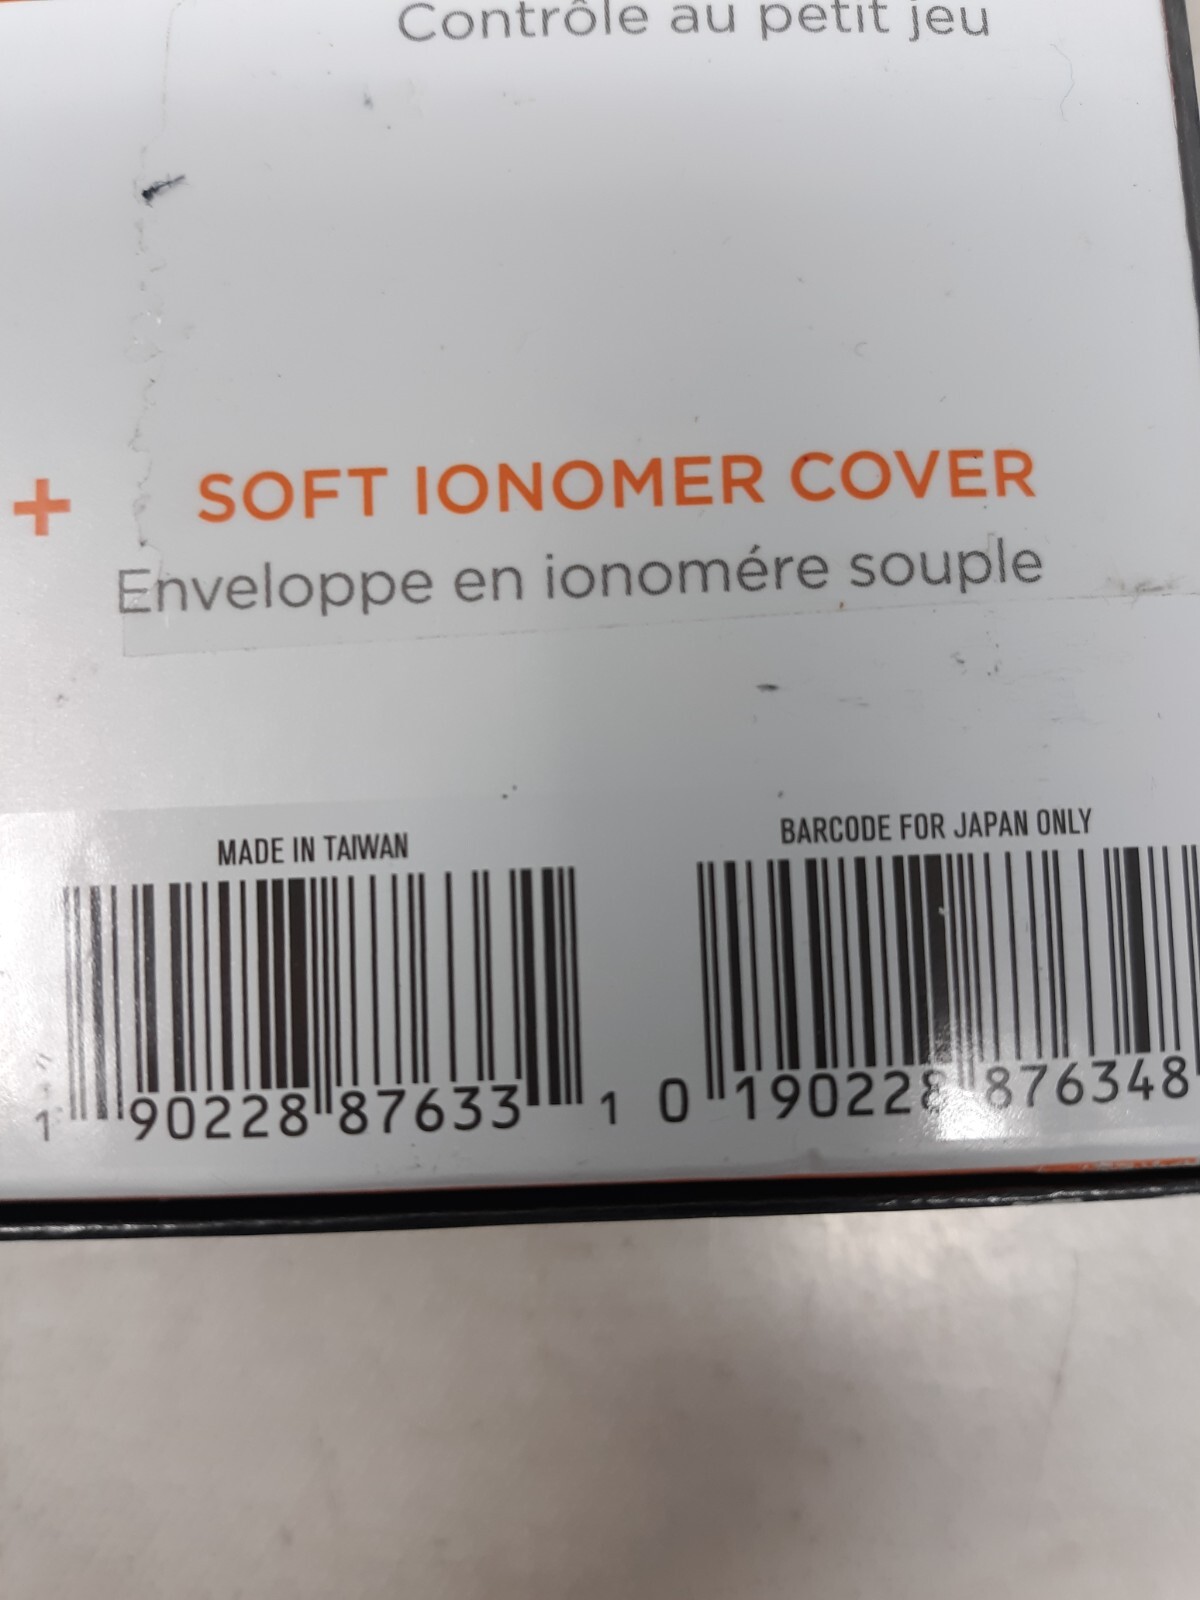 Contrôle au petit jeu
+ SOFT IONOMER COVER
Enveloppe en ionomére souple
MADE IN TAIWAN
BARCODE FOR JAPAN ONLY
1 90228 87633 1
0 190228 876348